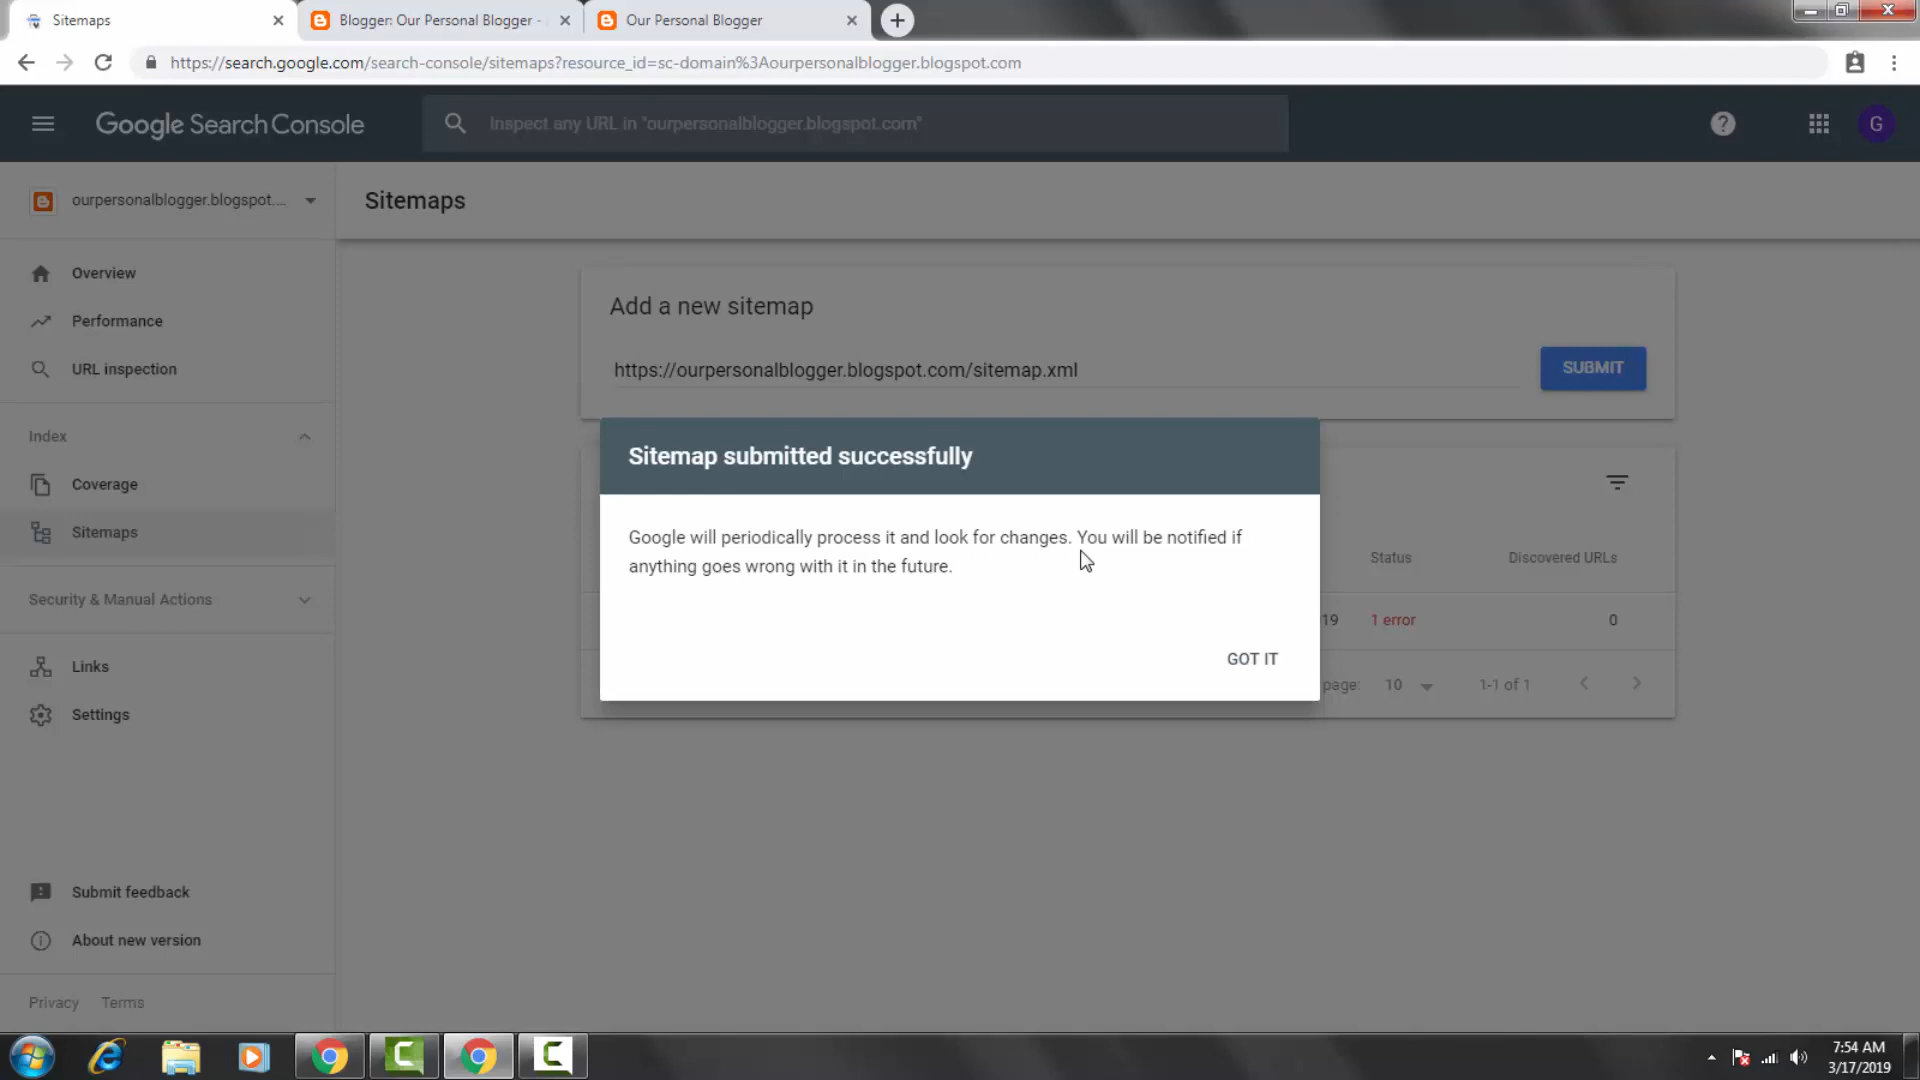 Sitemaps
Blogger: Our Personal Blogger -
Our Personal Blogger
https://search.google.com/search-console/sitemaps?resource_id=sc-domain%3Aourpersonalblogger.blogspot.com
Google Search Console
Inspect any URL in "ourpersonalblogger.blogspot.com"
G
ourpersonalblogger.blogspot....
Sitemaps
Overview
Performance
URL inspection
Index
Coverage
Sitemaps
Security & Manual Actions
Links
Settings
Submit feedback
About new version
Privacy Terms
Add a new sitemap
https://ourpersonalblogger.blogspot.com/sitemap.xml
SUBMIT
Sitemap submitted successfully
Google will periodically process it and look for changes. You will be notified if
anything goes wrong with it in the future.
GOT IT
Status Discovered URLs
19 1 error 0
page: 10 1-1 of 1
7:54 AM
3/17/2019